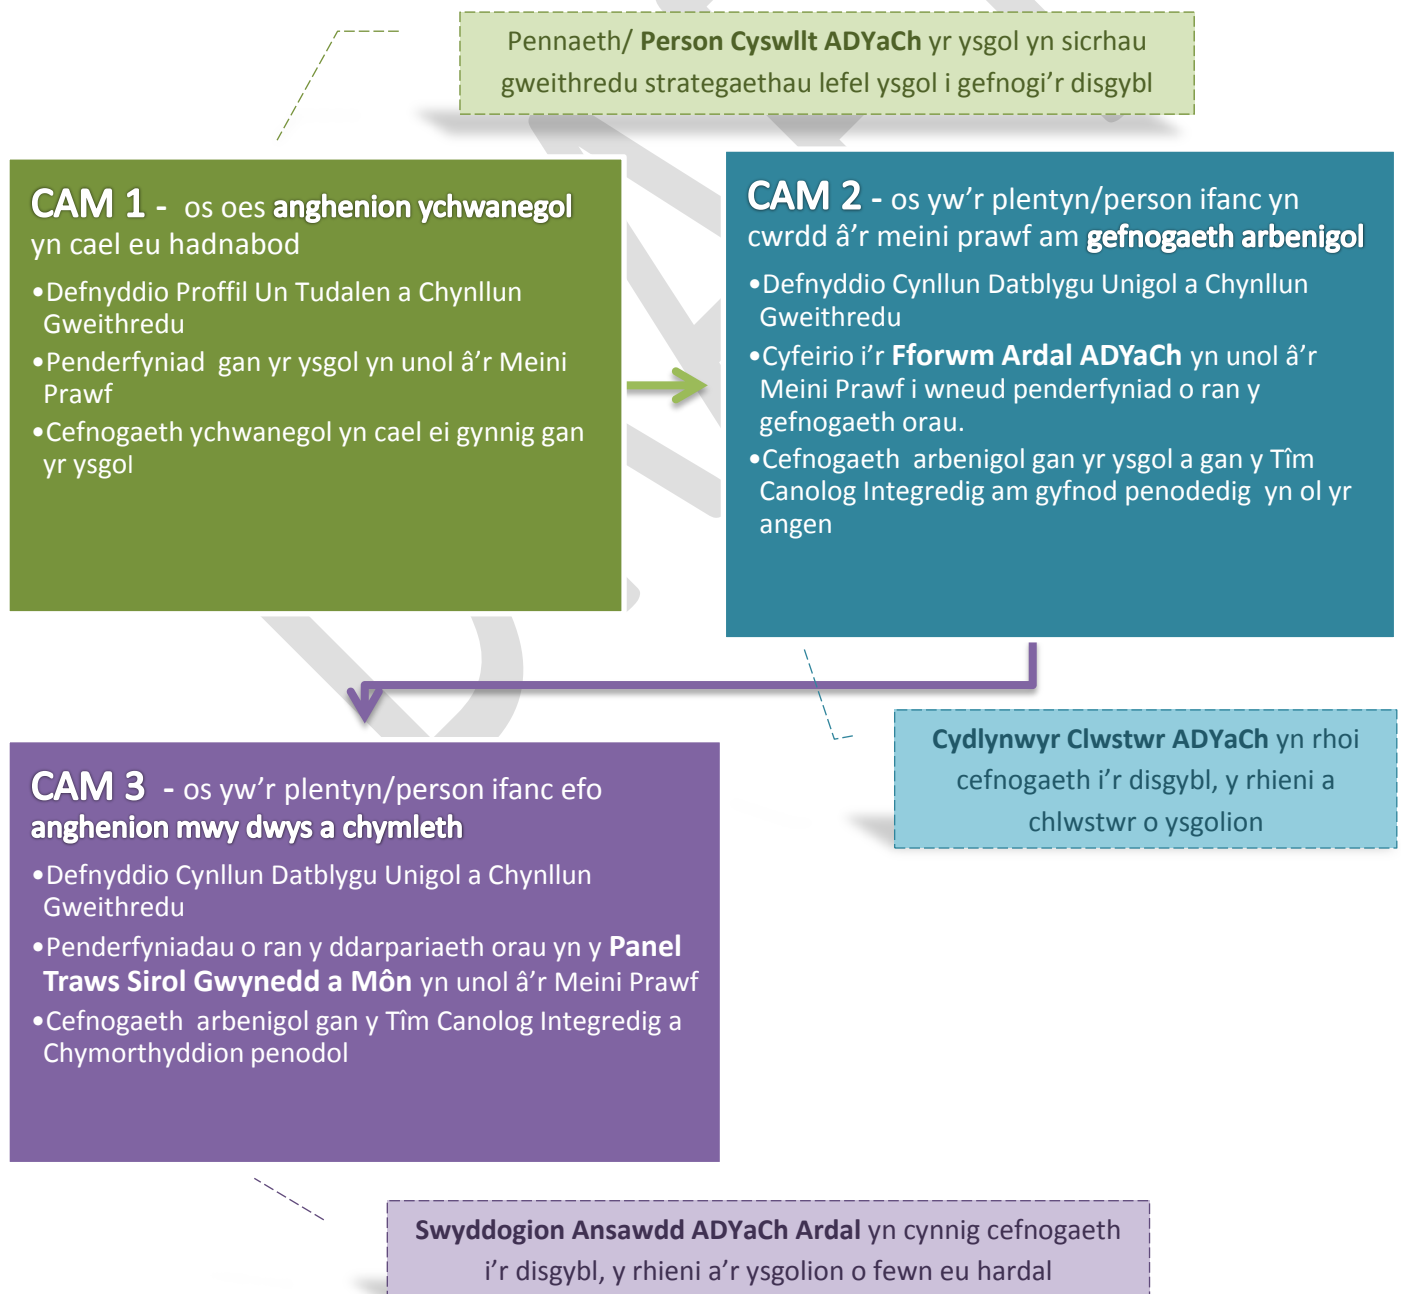 Pennaeth/ Person Cyswllt ADYaCh yr ysgol yn sicrhau
gweithredu strategaethau lefel ysgol i gefnogi'r disgybl
CAM 1 - os oes anghenion ychwanegol
yn cael eu hadnabod
•Defnyddio Proffil Un Tudalen a Chynllun
Gweithredu
•Penderfyniad gan yr ysgol yn unol â'r Meini
Prawf
•Cefnogaeth ychwanegol yn cael ei gynnig gan
yr ysgol
CAM 2 - os yw'r plentyn/person ifanc yn
cwrdd â'r meini prawf am gefnogaeth arbenigol
•Defnyddio Cynllun Datblygu Unigol a Chynllun
Gweithredu
•Cyfeirio i'r Fforwm Ardal ADYaCh yn unol â'r
Meini Prawf i wneud penderfyniad o ran y
gefnogaeth orau.
•Cefnogaeth arbenigol gan yr ysgol a gan y Tîm
Canolog Integredig am gyfnod penodedig yn ol yr
angen
Cydlynwyr Clwstwr ADYaCh yn rhoi
cefnogaeth i'r disgybl, y rhieni a
chlwstwr o ysgolion
CAM 3 - os yw'r plentyn/person ifanc efo
anghenion mwy dwys a chymleth
•Defnyddio Cynllun Datblygu Unigol a Chynllun
Gweithredu
•Penderfyniadau o ran y ddarpariaeth orau yn y Panel
Traws Sirol Gwynedd a Môn yn unol â'r Meini Prawf
•Cefnogaeth arbenigol gan y Tîm Canolog Integredig a
Chymorthyddion penodol
Swyddogion Ansawdd ADYaCh Ardal yn cynnig cefnogaeth
i'r disgybl, y rhieni a'r ysgolion o fewn eu hardal